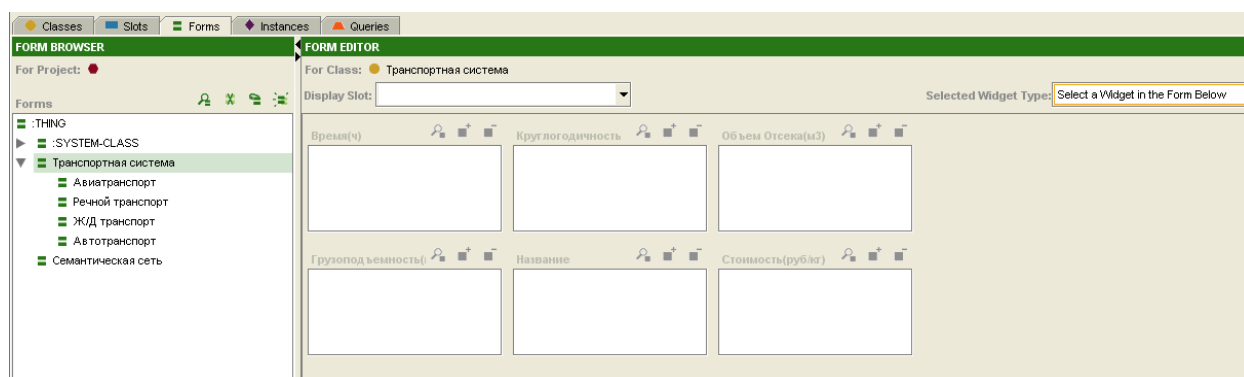 Classes Slots Forms Instances Queries
FORM BROWSER
For Project:
Forms
:THING
:SYSTEM-CLASS
Транспортная система
Авиатранспорт
Речной транспорт
Ж/Д транспорт
Автотранспорт
Семантическая сеть
FORM EDITOR
For Class: Транспортная система
Display Slot:
Selected Widget Type: Select a Widget in the Form Below
Время(ч) Круглогодичность Объем Отсека(м3)
Грузоподъемность( Название Стоимость(руб/кг)